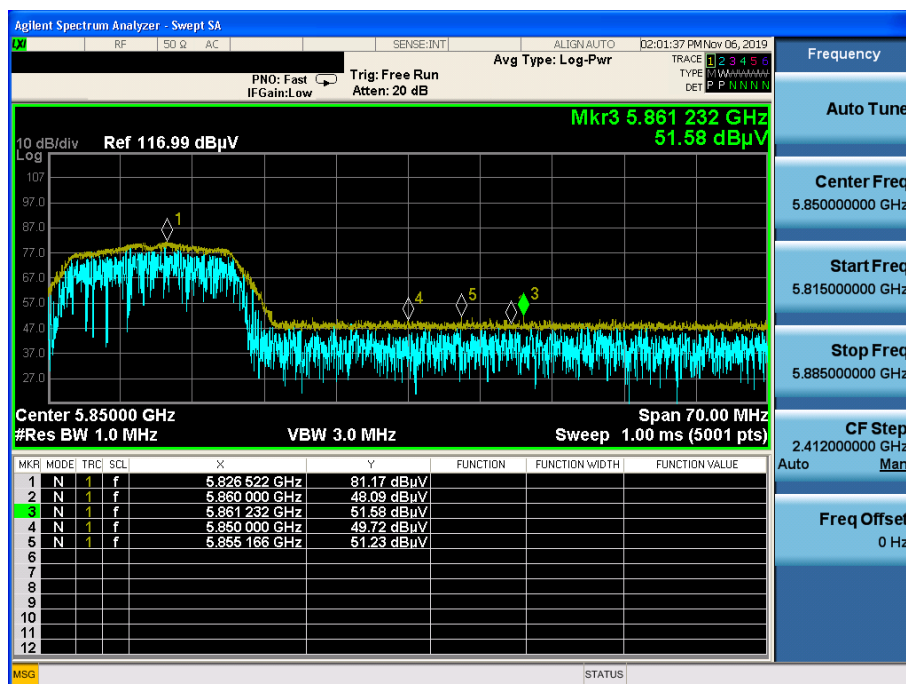 Agilent Spectrum Analyzer - Swept SA
LXI RF 50 Ω AC SENSE:INT ALIGN AUTO 02:01:37 PM Nov 06, 2019
Frequency
Avg Type: Log-Pwr
TRACE 1 2 3 4 5 6
PNO: Fast Trig: Free Run
TYPE M W
IFGain:Low Atten: 20 dB
DET P P N N N N
Auto Tune
Mkr3 5.861 232 GHz
51.58 dBµV
10 dB/div Ref 116.99 dBµV
Log
107
97.0
87.0
77.0
67.0
57.0
47.0
37.0
27.0
1
4
5
3
Center Freq
5.850000000 GHz
Start Freq
5.815000000 GHz
Stop Freq
5.885000000 GHz
Center 5.85000 GHz Span 70.00 MHz
#Res BW 1.0 MHz VBW 3.0 MHz Sweep 1.00 ms (5001 pts)
CF Step
2.412000000 GHz
Auto Man
MKR MODE TRC SCL X Y FUNCTION FUNCTION WIDTH FUNCTION VALUE
1 N 1 f 5.826 522 GHz 81.17 dBµV
2 N 1 f 5.860 000 GHz 48.09 dBµV
3 N 1 f 5.861 232 GHz 51.58 dBµV
4 N 1 f 5.850 000 GHz 49.72 dBµV
5 N 1 f 5.855 166 GHz 51.23 dBµV
6
7
8
9
10
11
12
Freq Offset
0 Hz
MSG STATUS